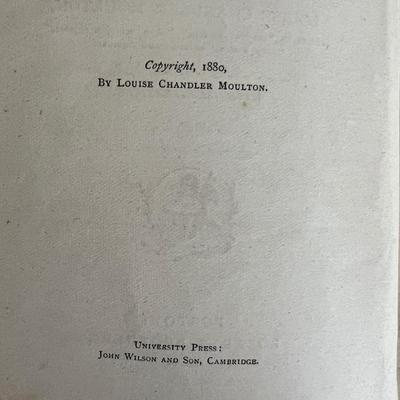 Copyright, 1880,
By Louise Chandler Moulton.
University Press:
John Wilson and Son, Cambridge.